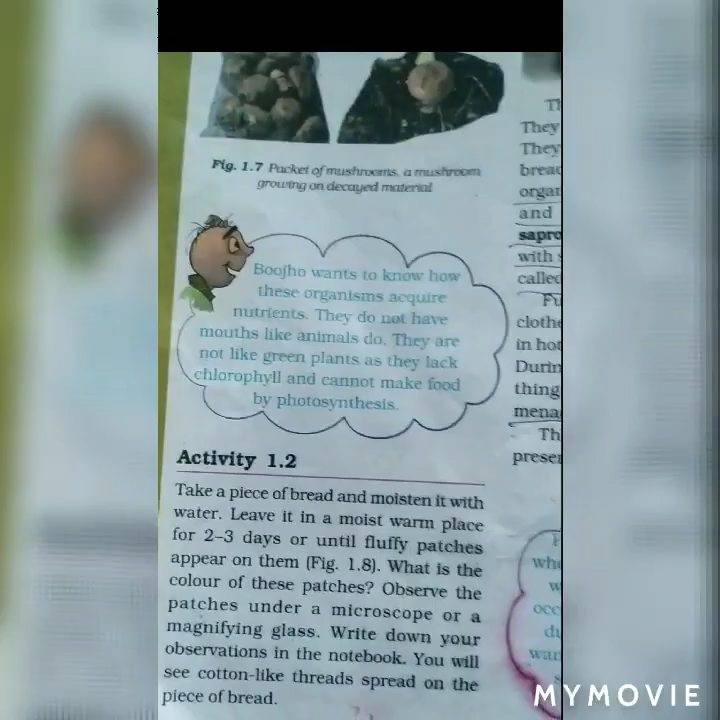 Fig. 1.7 Packet of mushrooms, a mushroom
growing on decayed material
Boojho wants to know how
these organisms acquire
nutrients. They do not have
mouths like animals do. They are
not like green plants as they lack
chlorophyll and cannot make food
by photosynthesis.
Activity 1.2
Take a piece of bread and moisten it with
water. Leave it in a moist warm place
for 2–3 days or until fluffy patches
appear on them (Fig. 1.8). What is the
colour of these patches? Observe the
patches under a microscope or a
magnifying glass. Write down your
observations in the notebook. You will
see cotton-like threads spread on the
piece of bread.
They
They
and
with
in hot
Th
MYMOVIE